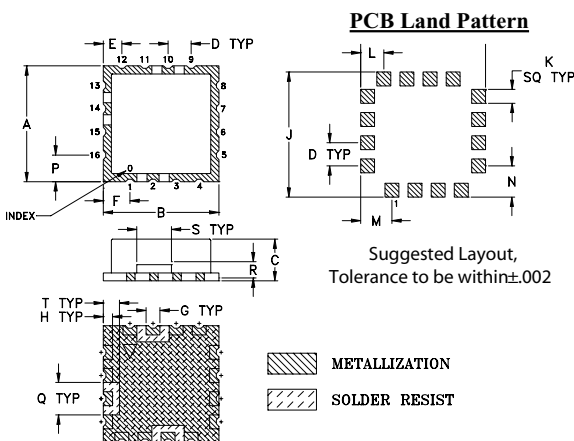 PCB Land Pattern
E
D TYP
12 11 10 9
13
14
15
16
8
7
6
5
A
P
0
1 2 3 4
F
B
INDEX
L
K
SQ TYP
J
D TYP
N
1
M
S TYP
C
R
Suggested Layout,
Tolerance to be within±.002
T TYP
H TYP
G TYP
Q TYP
METALLIZATION
SOLDER RESIST